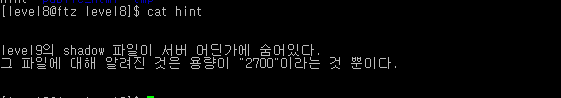 [level8@ftz level8]$ cat hint
level9의 shadow 파일이 서버 어딘가에 숨어있다.
그 파일에 대해 알려진 것은 용량이 "2700"이라는 것 뿐이다.